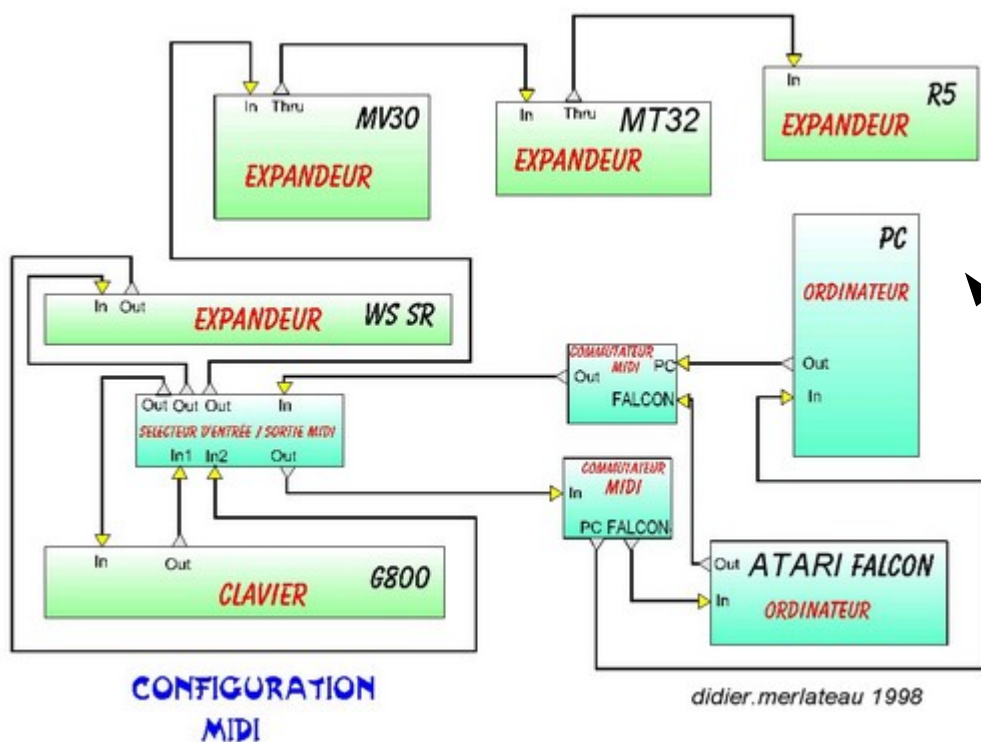 MV30
In Thru
EXPANDEUR
MT32
In Thru
EXPANDEUR
R5
In
EXPANDEUR
PC
ORDINATEUR
Out
In
In Out
EXPANDEUR WS SR
COMMUTATEUR
MIDI
PC
Out
FALCON
Out Out Out In
SELECTEUR D'ENTRÉE / SORTIE MIDI
In1 In2 Out
COMMUTATEUR
MIDI
In
PC FALCON
In Out G800
CLAVIER
Out ATARI FALCON
In ORDINATEUR
CONFIGURATION
MIDI
didier.merlateau 1998